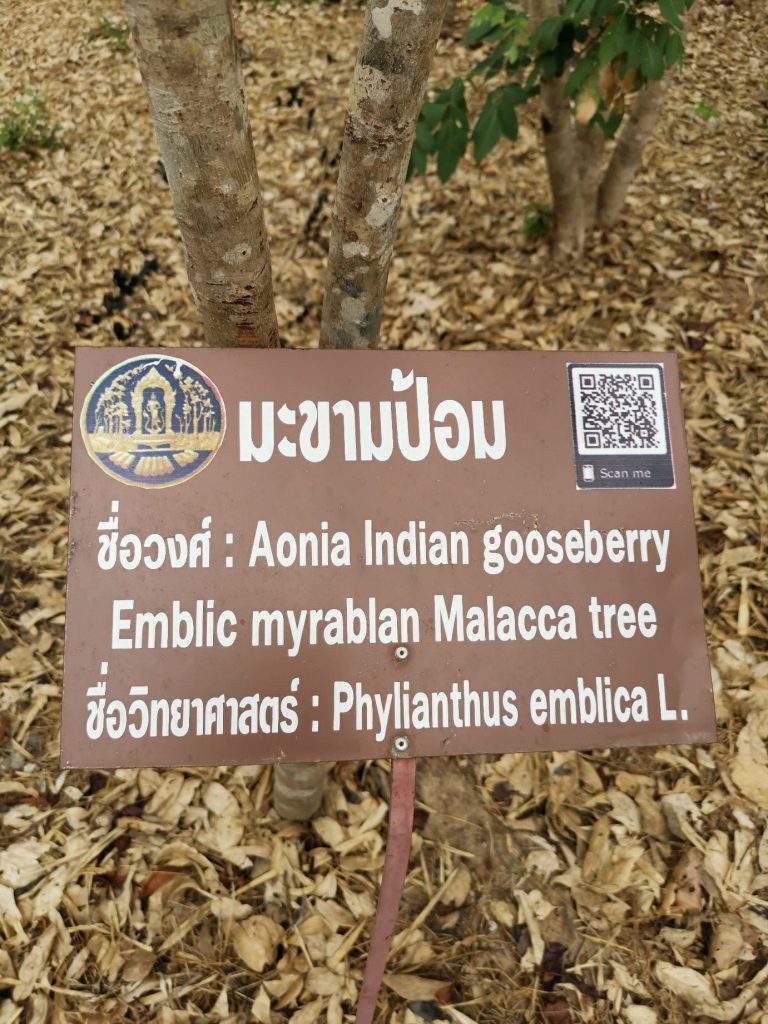 มะขามป้อม
Scan me
ชื่อวงศ์ : Aonia Indian gooseberry
Emblic myrablan Malacca tree
ชื่อวิทยาศาสตร์ : Phylianthus emblica L.